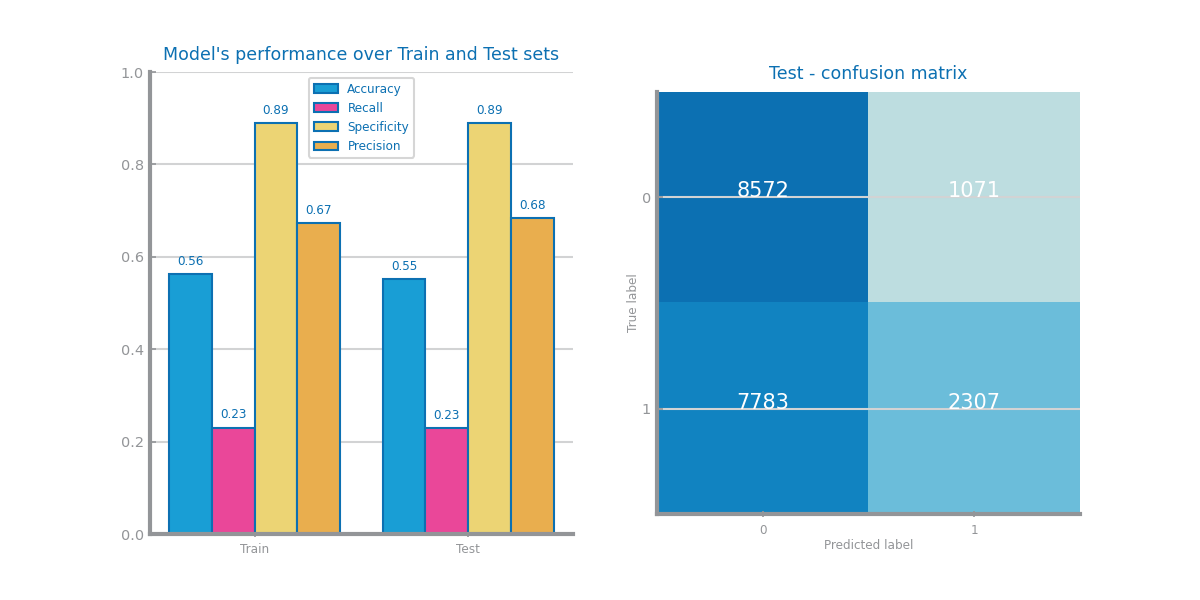 Model's performance over Train and Test sets
1.0
0.8
0.6
0.4
0.2
0.0
Accuracy
Recall
Specificity
Precision
0.56
0.23
0.89
0.67
0.55
0.23
0.89
0.68
Train
Test
Test - confusion matrix
True label
0
1
8572
1071
7783
2307
0
1
Predicted label